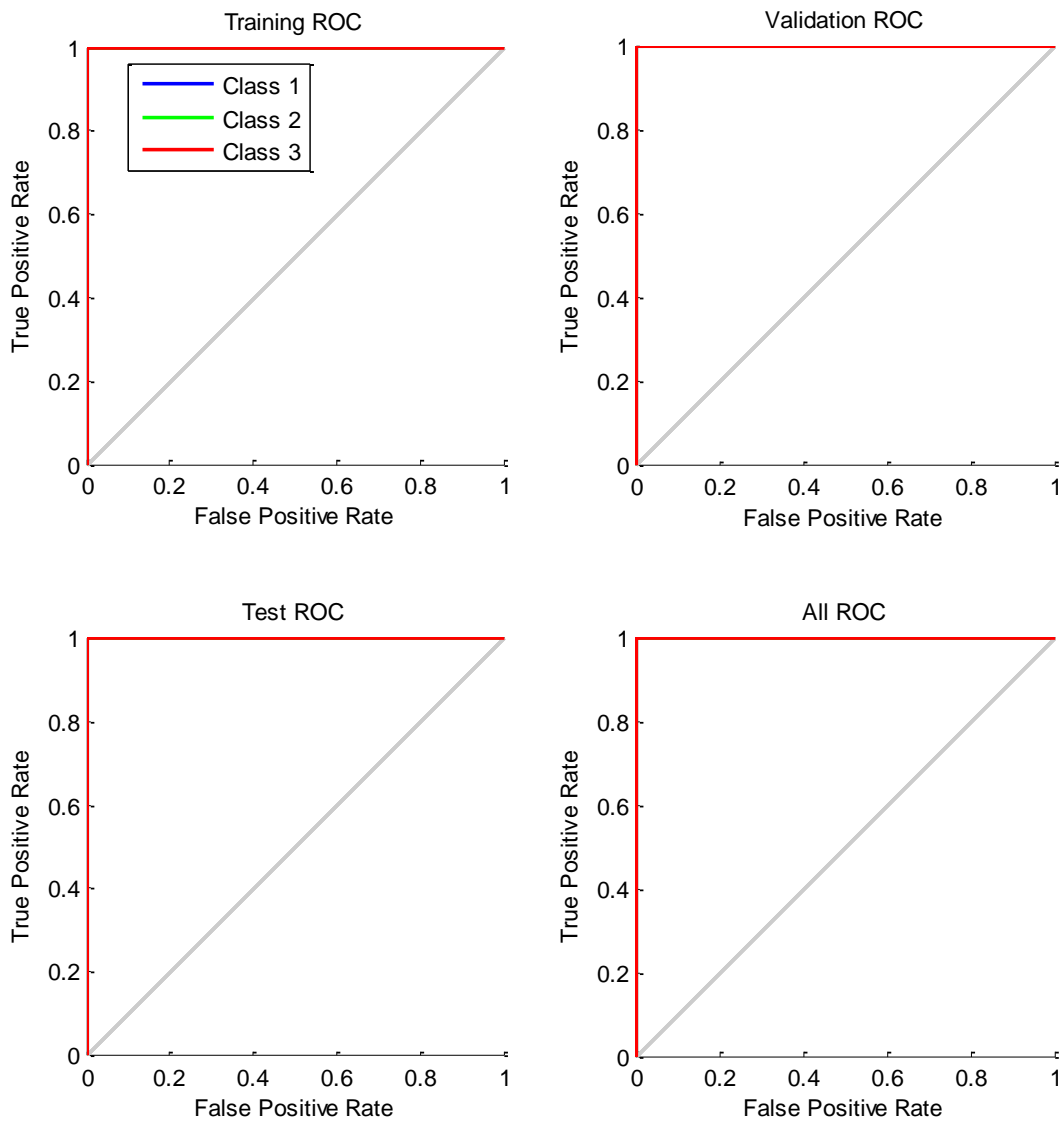 Training ROC
1
0.8
0.6
0.4
0.2
0
True Positive Rate
Class 1
Class 2
Class 3
0 0.2 0.4 0.6 0.8 1
False Positive Rate
Validation ROC
1
0.8
0.6
0.4
0.2
0
True Positive Rate
0 0.2 0.4 0.6 0.8 1
False Positive Rate
Test ROC
1
0.8
0.6
0.4
0.2
0
True Positive Rate
0 0.2 0.4 0.6 0.8 1
False Positive Rate
All ROC
1
0.8
0.6
0.4
0.2
0
True Positive Rate
0 0.2 0.4 0.6 0.8 1
False Positive Rate